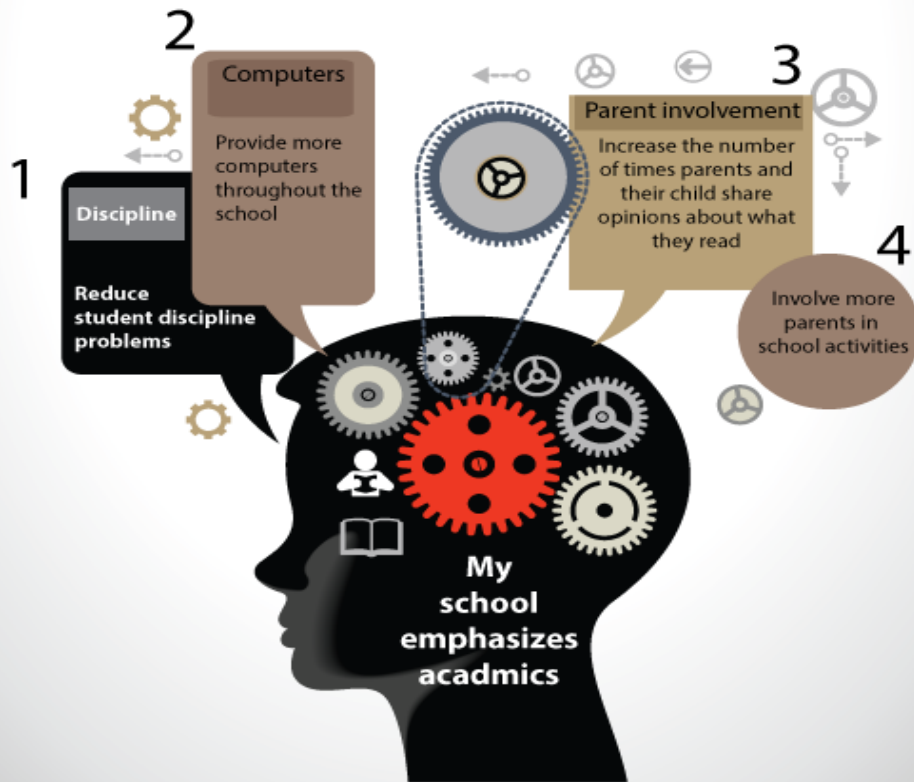 1
Discipline
Reduce
student discipline
problems
2
Computers
Provide more
computers
throughout the
school
3
Parent involvement
Increase the number
of times parents and
their child share
opinions about what
they read
4
Involve more
parents in
school activities
My
school
emphasizes
acadmics